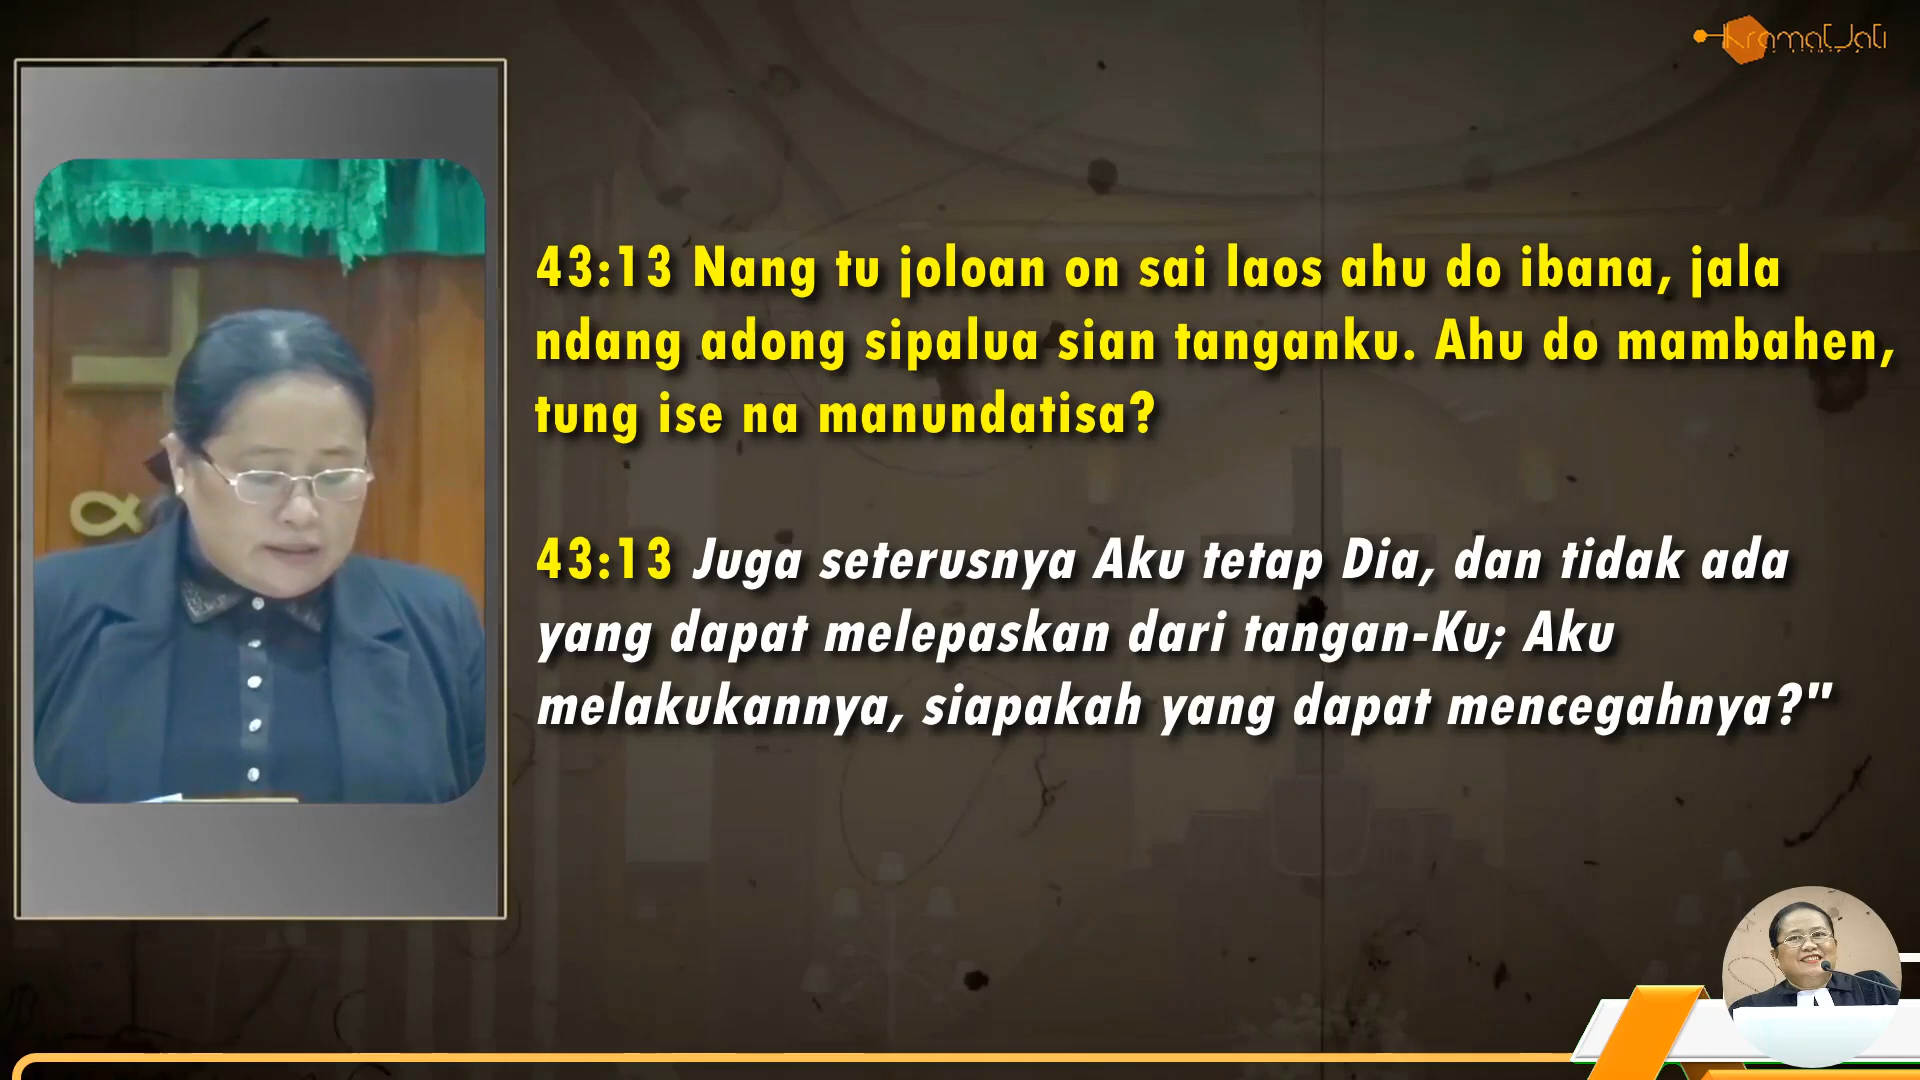 KramatJati
43:13 Nang tu joloan on sai laos ahu do ibana, jala
ndang adong sipalua sian tanganku. Ahu do mambahen,
tung ise na manundatisa?
43:13 Juga seterusnya Aku tetap Dia, dan tidak ada
yang dapat melepaskan dari tangan-Ku; Aku
melakukannya, siapakah yang dapat mencegahnya?"